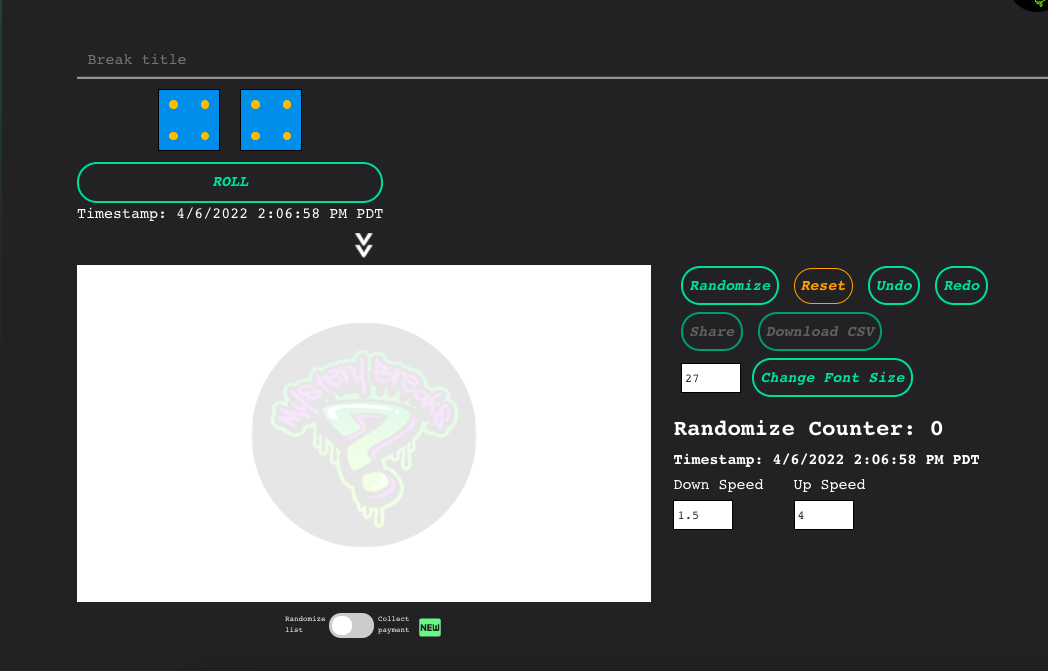 Break title
ROLL
Timestamp: 4/6/2022 2:06:58 PM PDT
Mystery Breaks
?
Randomize Reset Undo Redo
Share Download CSV
27 Change Font Size
Randomize Counter: 0
Timestamp: 4/6/2022 2:06:58 PM PDT
Down Speed Up Speed
1.5 4
Randomize list
Collect payment
NEW